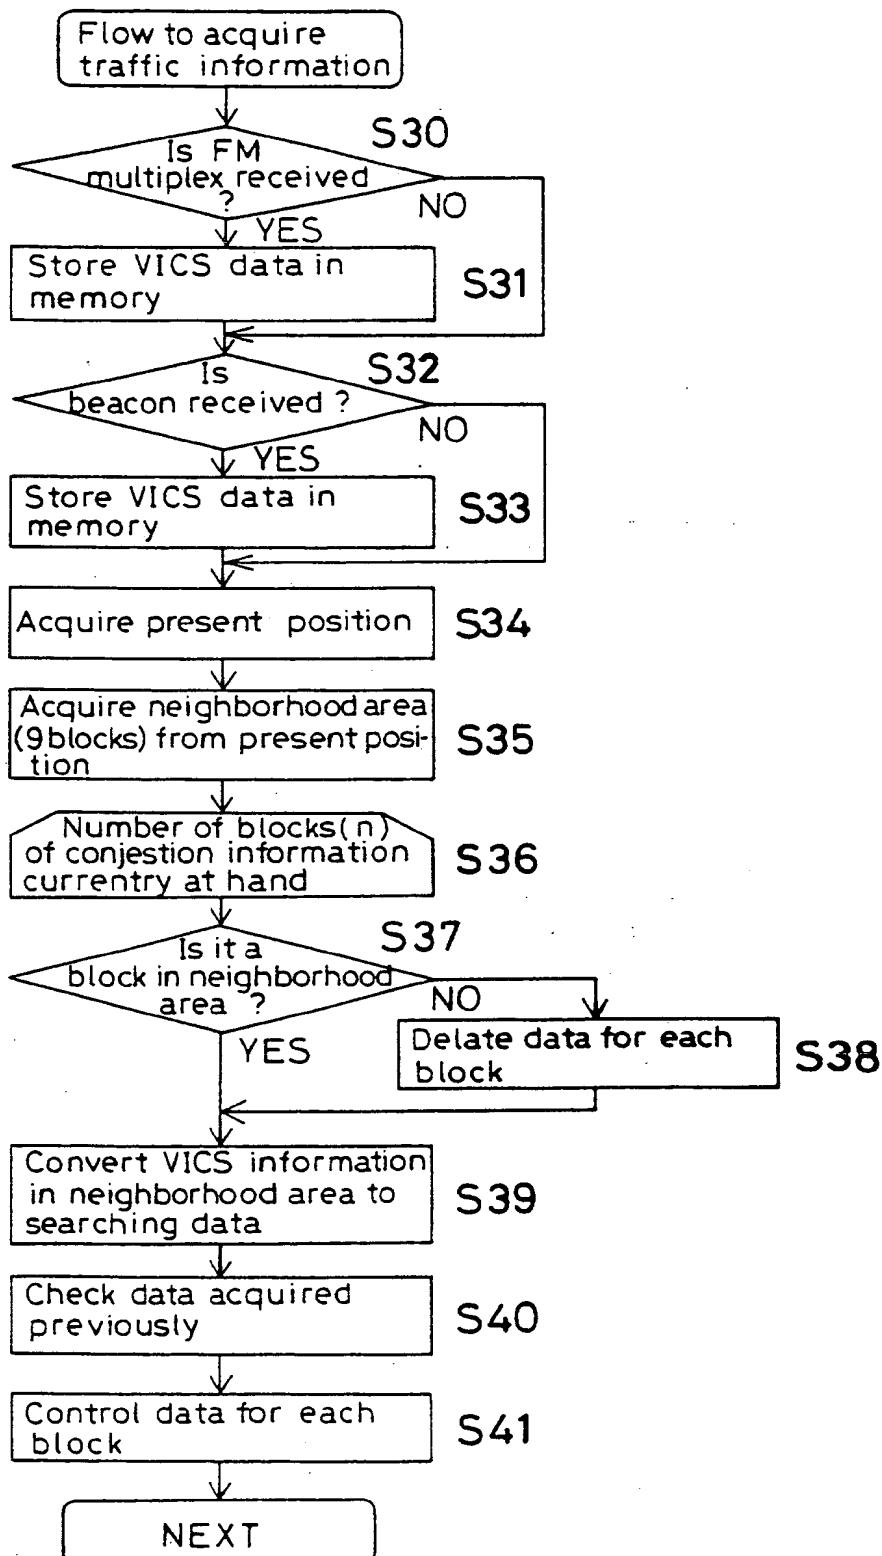 Flow to acquire
traffic information
S30
Is FM
multiplex received
?
NO
YES
Store VICS data in
memory
S31
S32
Is
beacon received ?
NO
YES
Store VICS data in
memory
S33
Acquire present position
S34
Acquire neighborhood area
(9 blocks) from present posi-
tion
S35
Number of blocks(n)
of conjestion information
currentry at hand
S36
S37
Is it a
block in neighborhood
area ?
NO
YES
Delate data for each
block
S38
Convert VICS information
in neighborhood area to
searching data
S39
Check data acquired
previously
S40
Control data for each
block
S41
NEXT